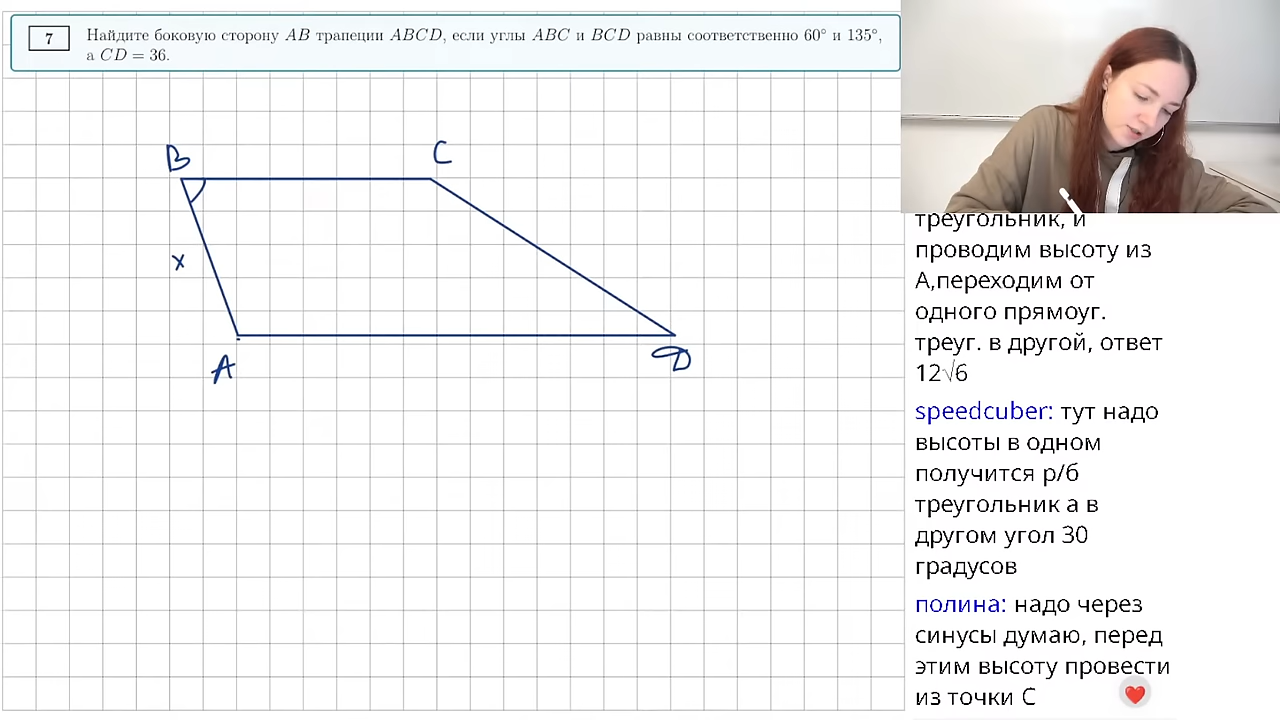 7
Найдите боковую сторону AB трапеции ABCD, если углы ABC и BCD равны соответственно 60° и 135°,
а CD = 36.
B
C
x
A
D
треугольник, и
проводим высоту из
А,переходим от
одного прямоуг.
треуг. в другой, ответ
12√6
speedcuber: тут надо
высоты в одном
получится р/б
треугольник а в
другом угол 30
градусов
полина: надо через
синусы думаю, перед
этим высоту провести
из точки С